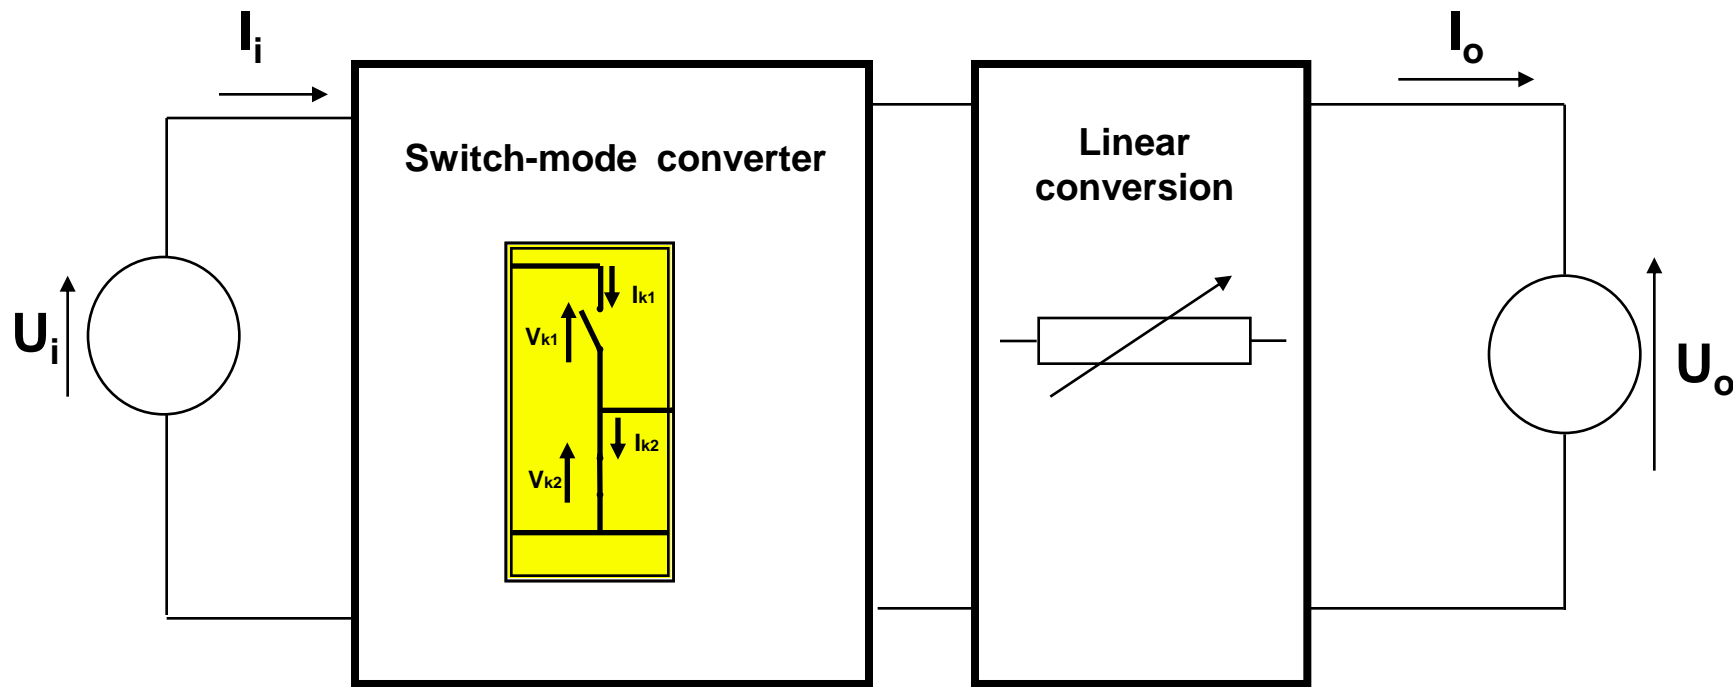 Ii
Io
Switch-mode converter
Linear
conversion
Ik1
Vk1
Ui
Uo
Ik2
Vk2